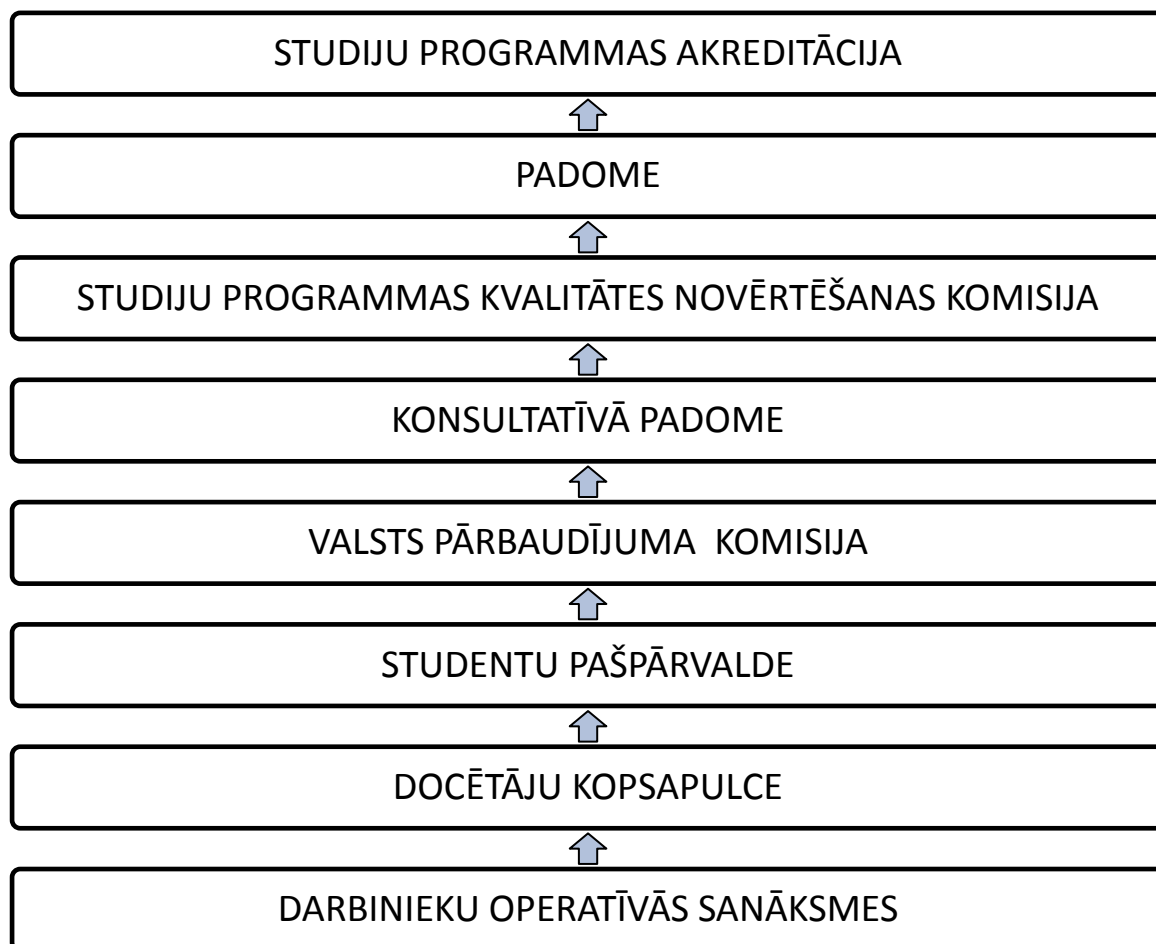 STUDIJU PROGRAMMAS AKREDITĀCIJA
PADOME
STUDIJU PROGRAMMAS KVALITĀTES NOVĒRTĒŠANAS KOMISIJA
KONSULTATĪVĀ PADOME
VALSTS PĀRBAUDĪJUMA  KOMISIJA
STUDENTU PAŠPĀRVALDE
DOCĒTĀJU KOPSAPULCE
DARBINIEKU OPERATĪVĀS SANĀKSMES